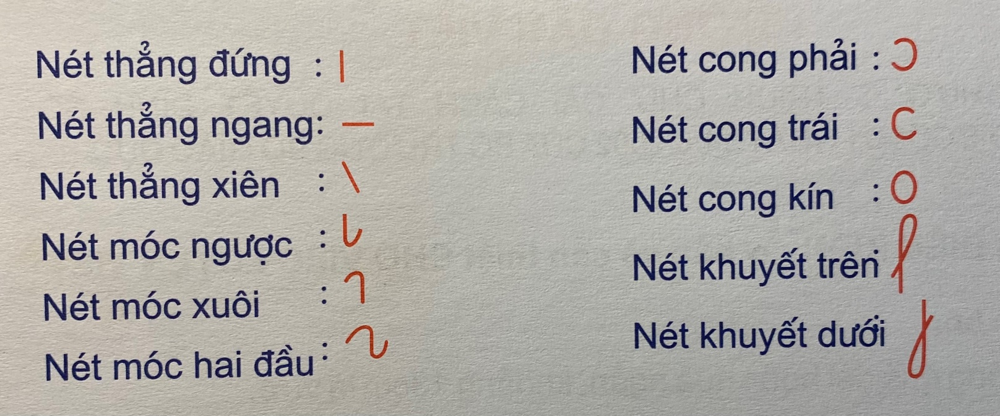 Nét thẳng đứng :
Nét thẳng ngang:
Nét thẳng xiên :
Nét móc ngược :
Nét móc xuôi :
Nét móc hai đầu :
Nét cong phải :
Nét cong trái :
Nét cong kín :
Nét khuyết trên
Nét khuyết dưới